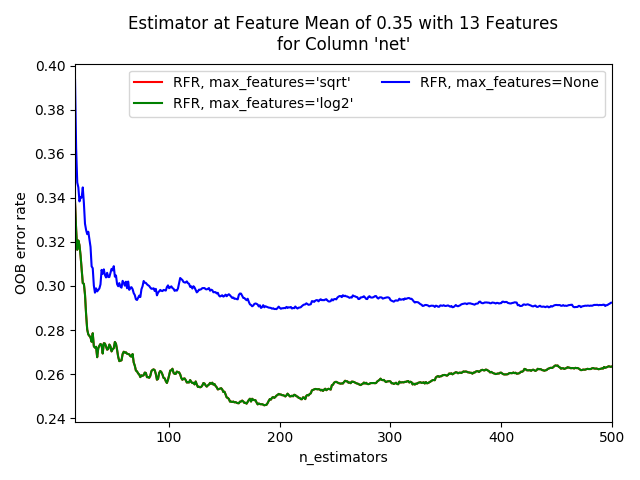 Estimator at Feature Mean of 0.35 with 13 Features
for Column 'net'
RFR, max_features='sqrt'
RFR, max_features='log2'
RFR, max_features=None
OOB error rate
0.40
0.38
0.36
0.34
0.32
0.30
0.28
0.26
0.24
100
200
300
400
500
n_estimators